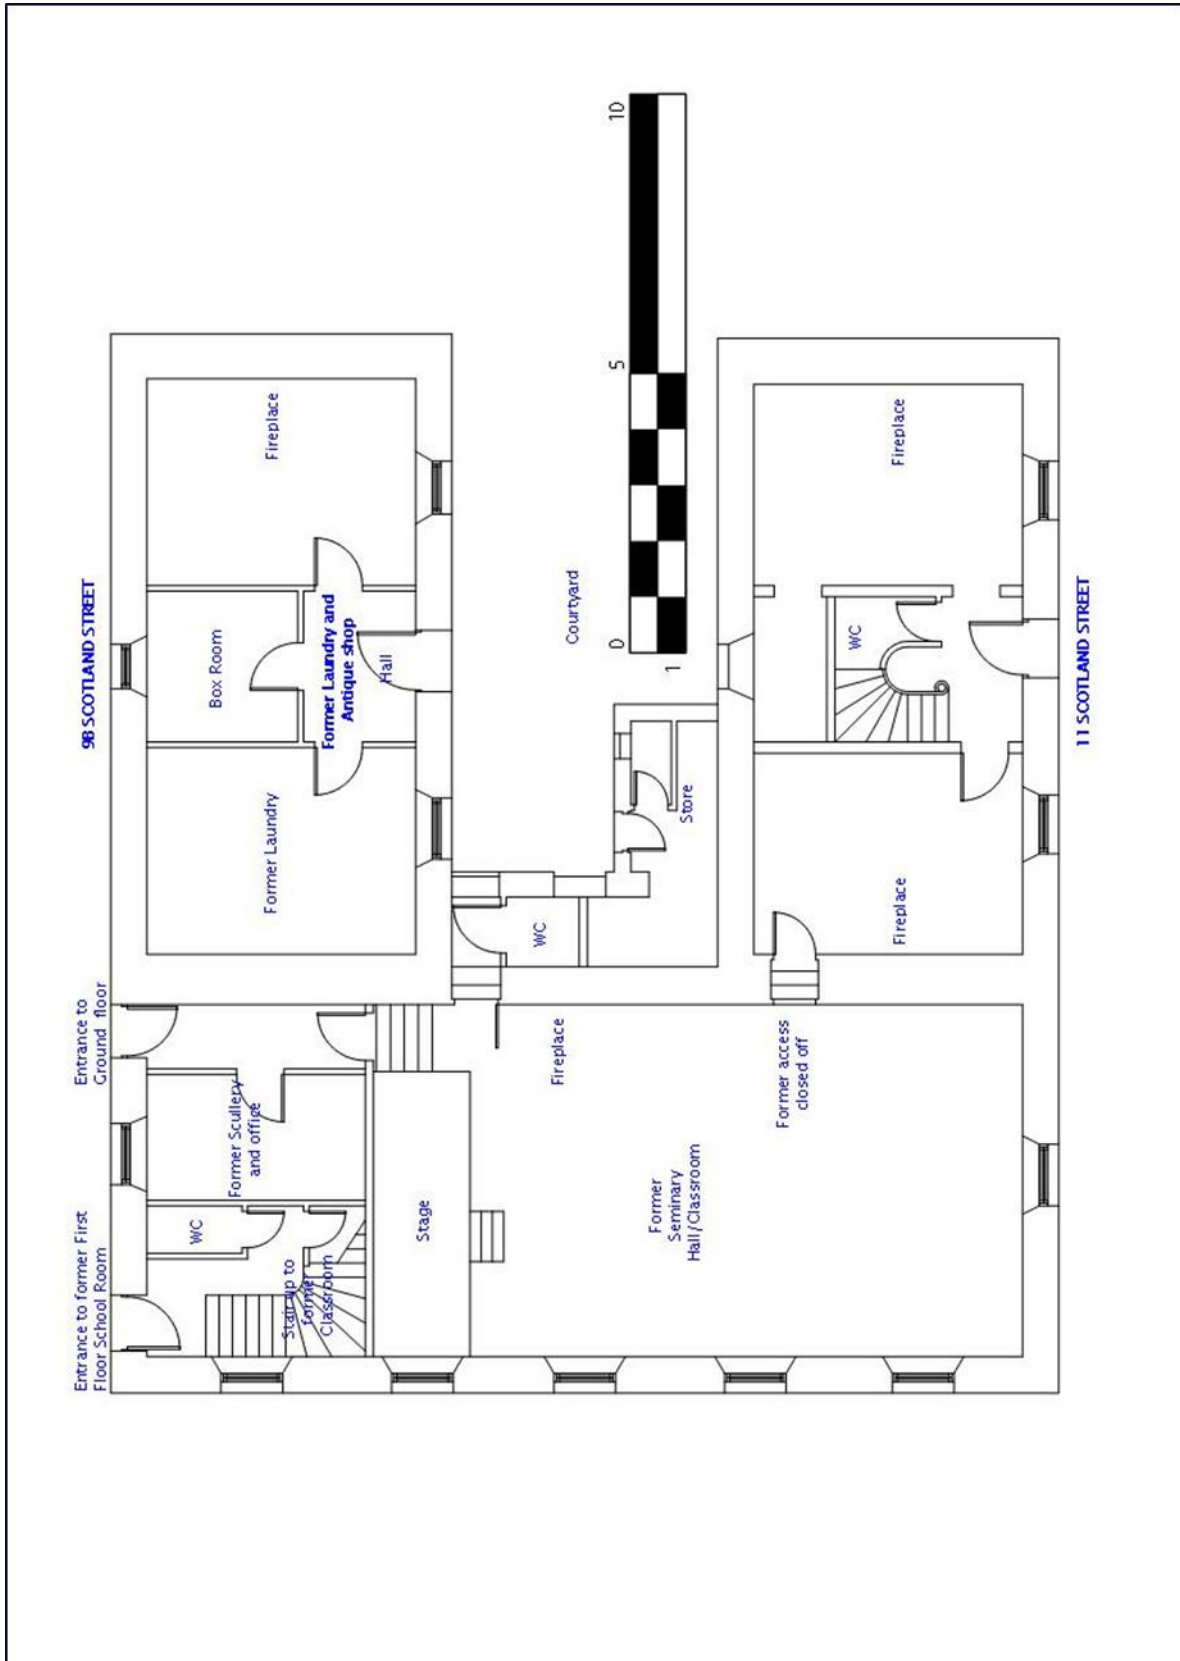 98 SCOTLAND STREET
Entrance to
Ground floor
Entrance to former First
Floor School Room
Fireplace
Box Room
Former Laundry and
Antique shop
Hall
Former Laundry
Former Scullery
and office
WC
Stair up to
former
Classroom
Stage
Courtyard
10
5
0
1
Store
WC
Fireplace
Former
Seminary
Hall/Classroom
Former access
closed off
Fireplace
WC
Fireplace
11 SCOTLAND STREET